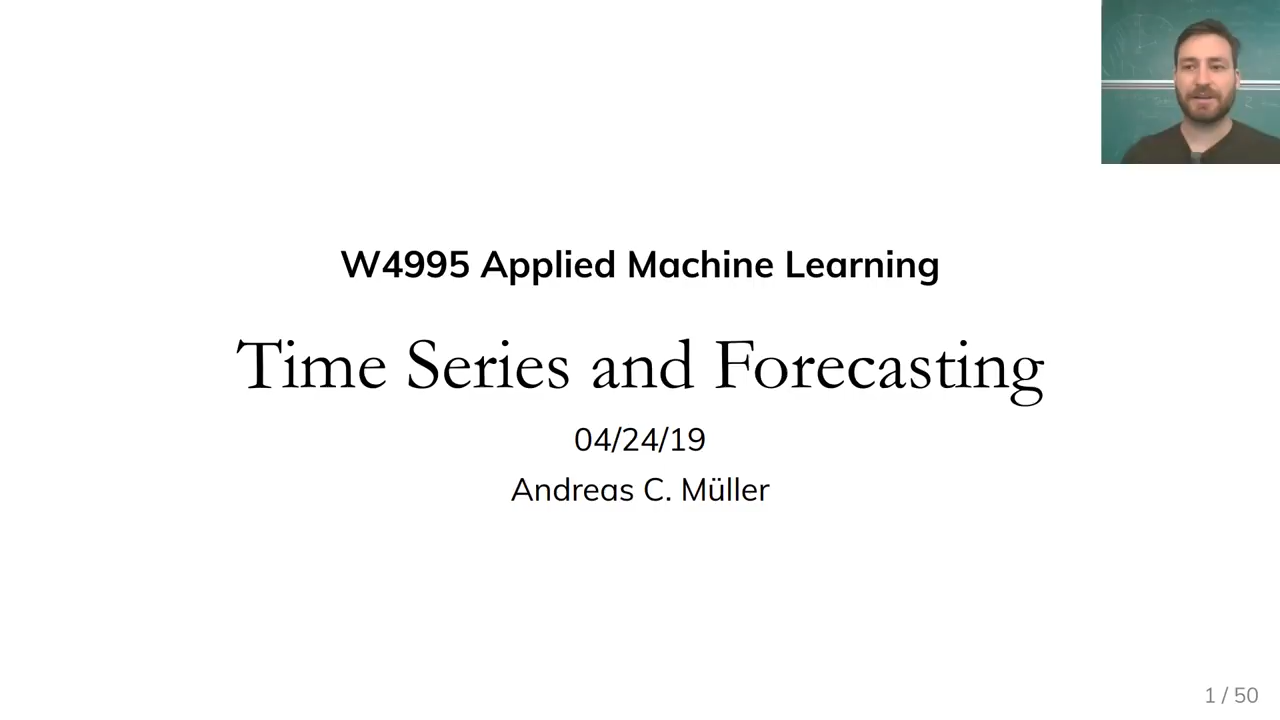 W4995 Applied Machine Learning
Time Series and Forecasting
04/24/19
Andreas C. Müller
1 / 50